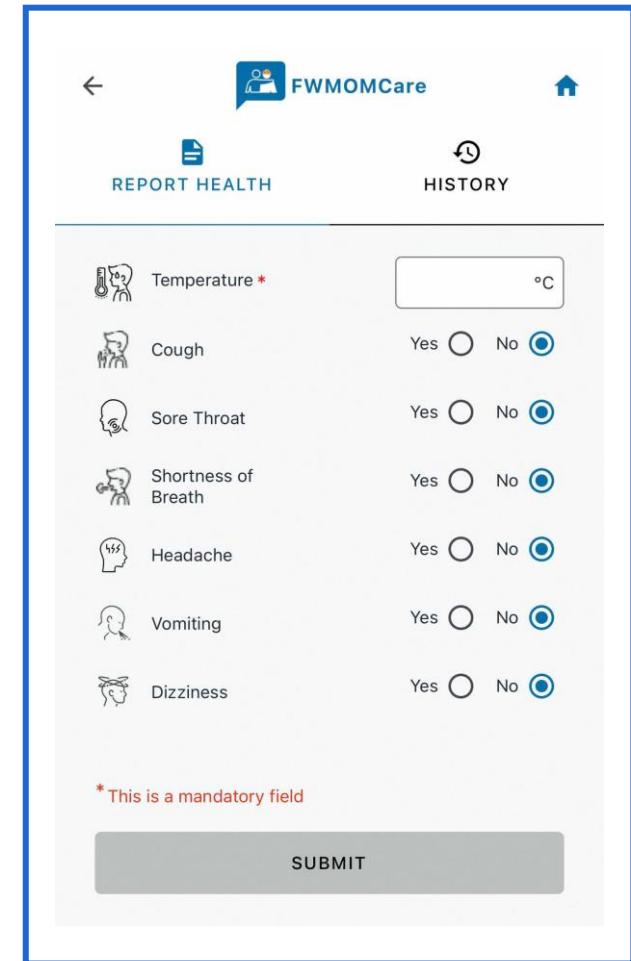 FWMOMCare
REPORT HEALTH
HISTORY
Temperature *
°C
Cough
Yes
No
Sore Throat
Yes
No
Shortness of
Breath
Yes
No
Headache
Yes
No
Vomiting
Yes
No
Dizziness
Yes
No
*This is a mandatory field
SUBMIT